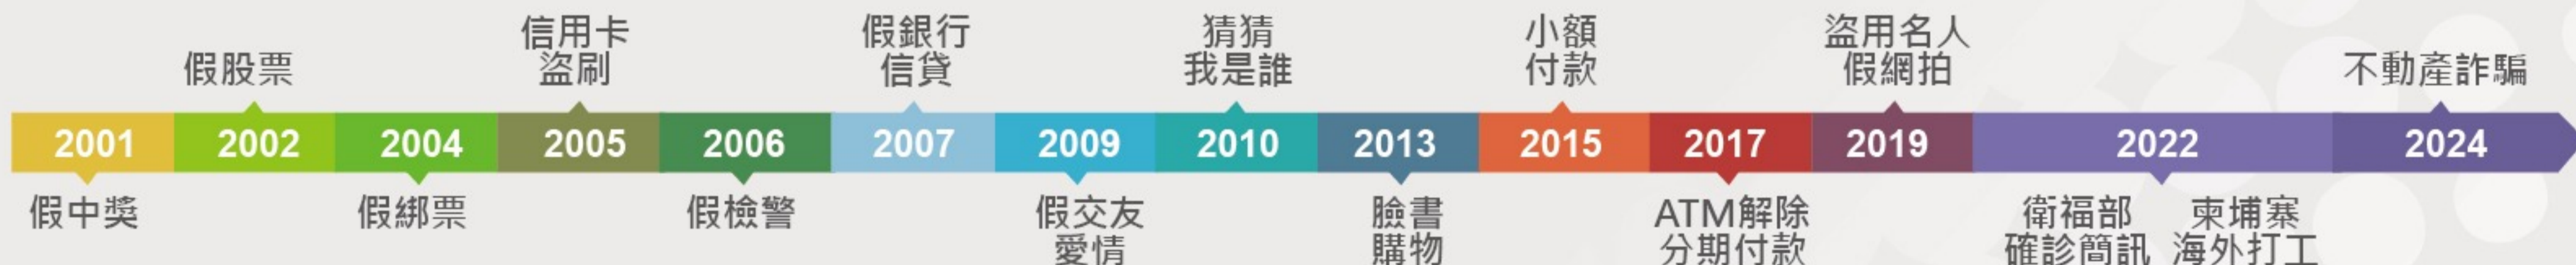 假股票
信用卡
盜刷
假銀行
信貸
猜猜
我是誰
小額
付款
盜用名人
假網拍
不動產詐騙
2001 2002 2004 2005 2006 2007 2009 2010 2013 2015 2017 2019 2022 2024
假中獎
假綁票
假檢警
假交友
愛情
臉書
購物
ATM解除
分期付款
衛福部
確診簡訊
柬埔寨
海外打工